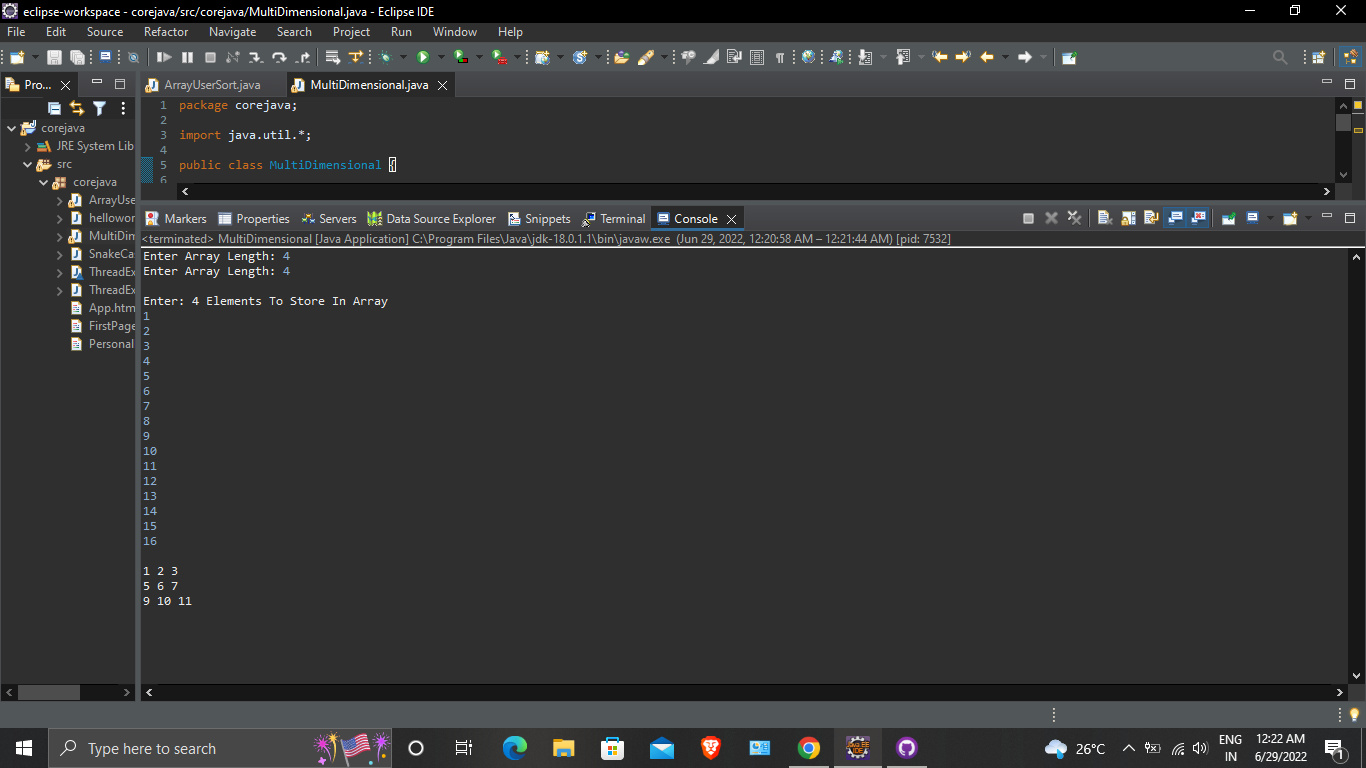 eclipse-workspace - corejava/src/corejava/MultiDimensional.java - Eclipse IDE
File Edit Source Refactor Navigate Search Project Run Window Help
Pro...
ArrayUserSort.java
MultiDimensional.java
corejava
JRE System Lib
src
corejava
ArrayUse
hellowor
MultiDim
SnakeCa
ThreadEx
ThreadEx
App.htm
FirstPage
Personal
1 package corejava;
2
3 import java.util.*;
4
5 public class MultiDimensional {
6
Markers Properties Servers Data Source Explorer Snippets Terminal Console
<terminated> MultiDimensional [Java Application] C:\Program Files\Java\jdk-18.0.1.1\bin\javaw.exe (Jun 29, 2022, 12:20:58 AM – 12:21:44 AM) [pid: 7532]
Enter Array Length: 4
Enter Array Length: 4
Enter: 4 Elements To Store In Array
1
2
3
4
5
6
7
8
9
10
11
12
13
14
15
16
1 2 3
5 6 7
9 10 11
Type here to search
26°C
ENG
IN
12:22 AM
6/29/2022
1